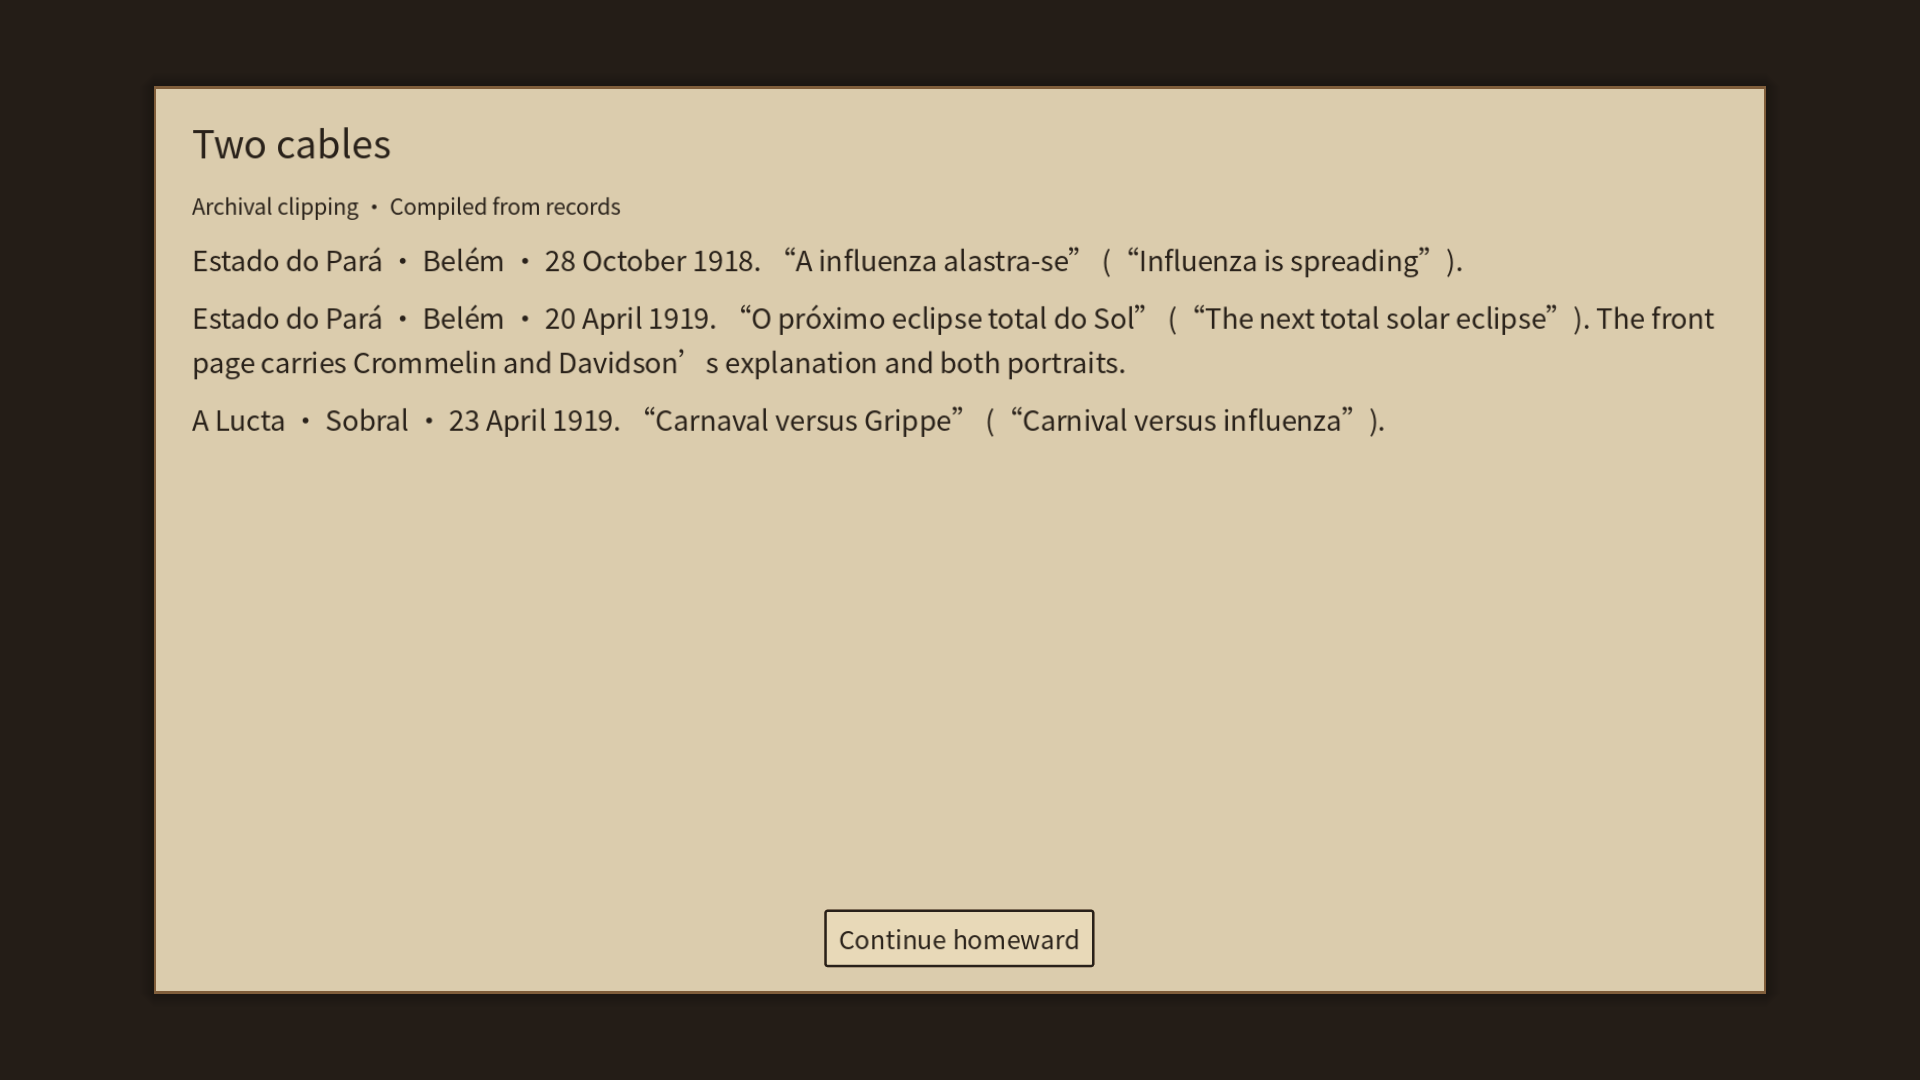 Two cables
Archival clipping・Compiled from records
Estado do Pará・Belém・28 October 1918. “A influenza alastra-se” (“Influenza is spreading”).
Estado do Pará・Belém・20 April 1919. “O próximo eclipse total do Sol” (“The next total solar eclipse”). The front
page carries Crommelin and Davidson’s explanation and both portraits.
A Lucta・Sobral・23 April 1919. “Carnaval versus Grippe” (“Carnival versus influenza”).
Continue homeward